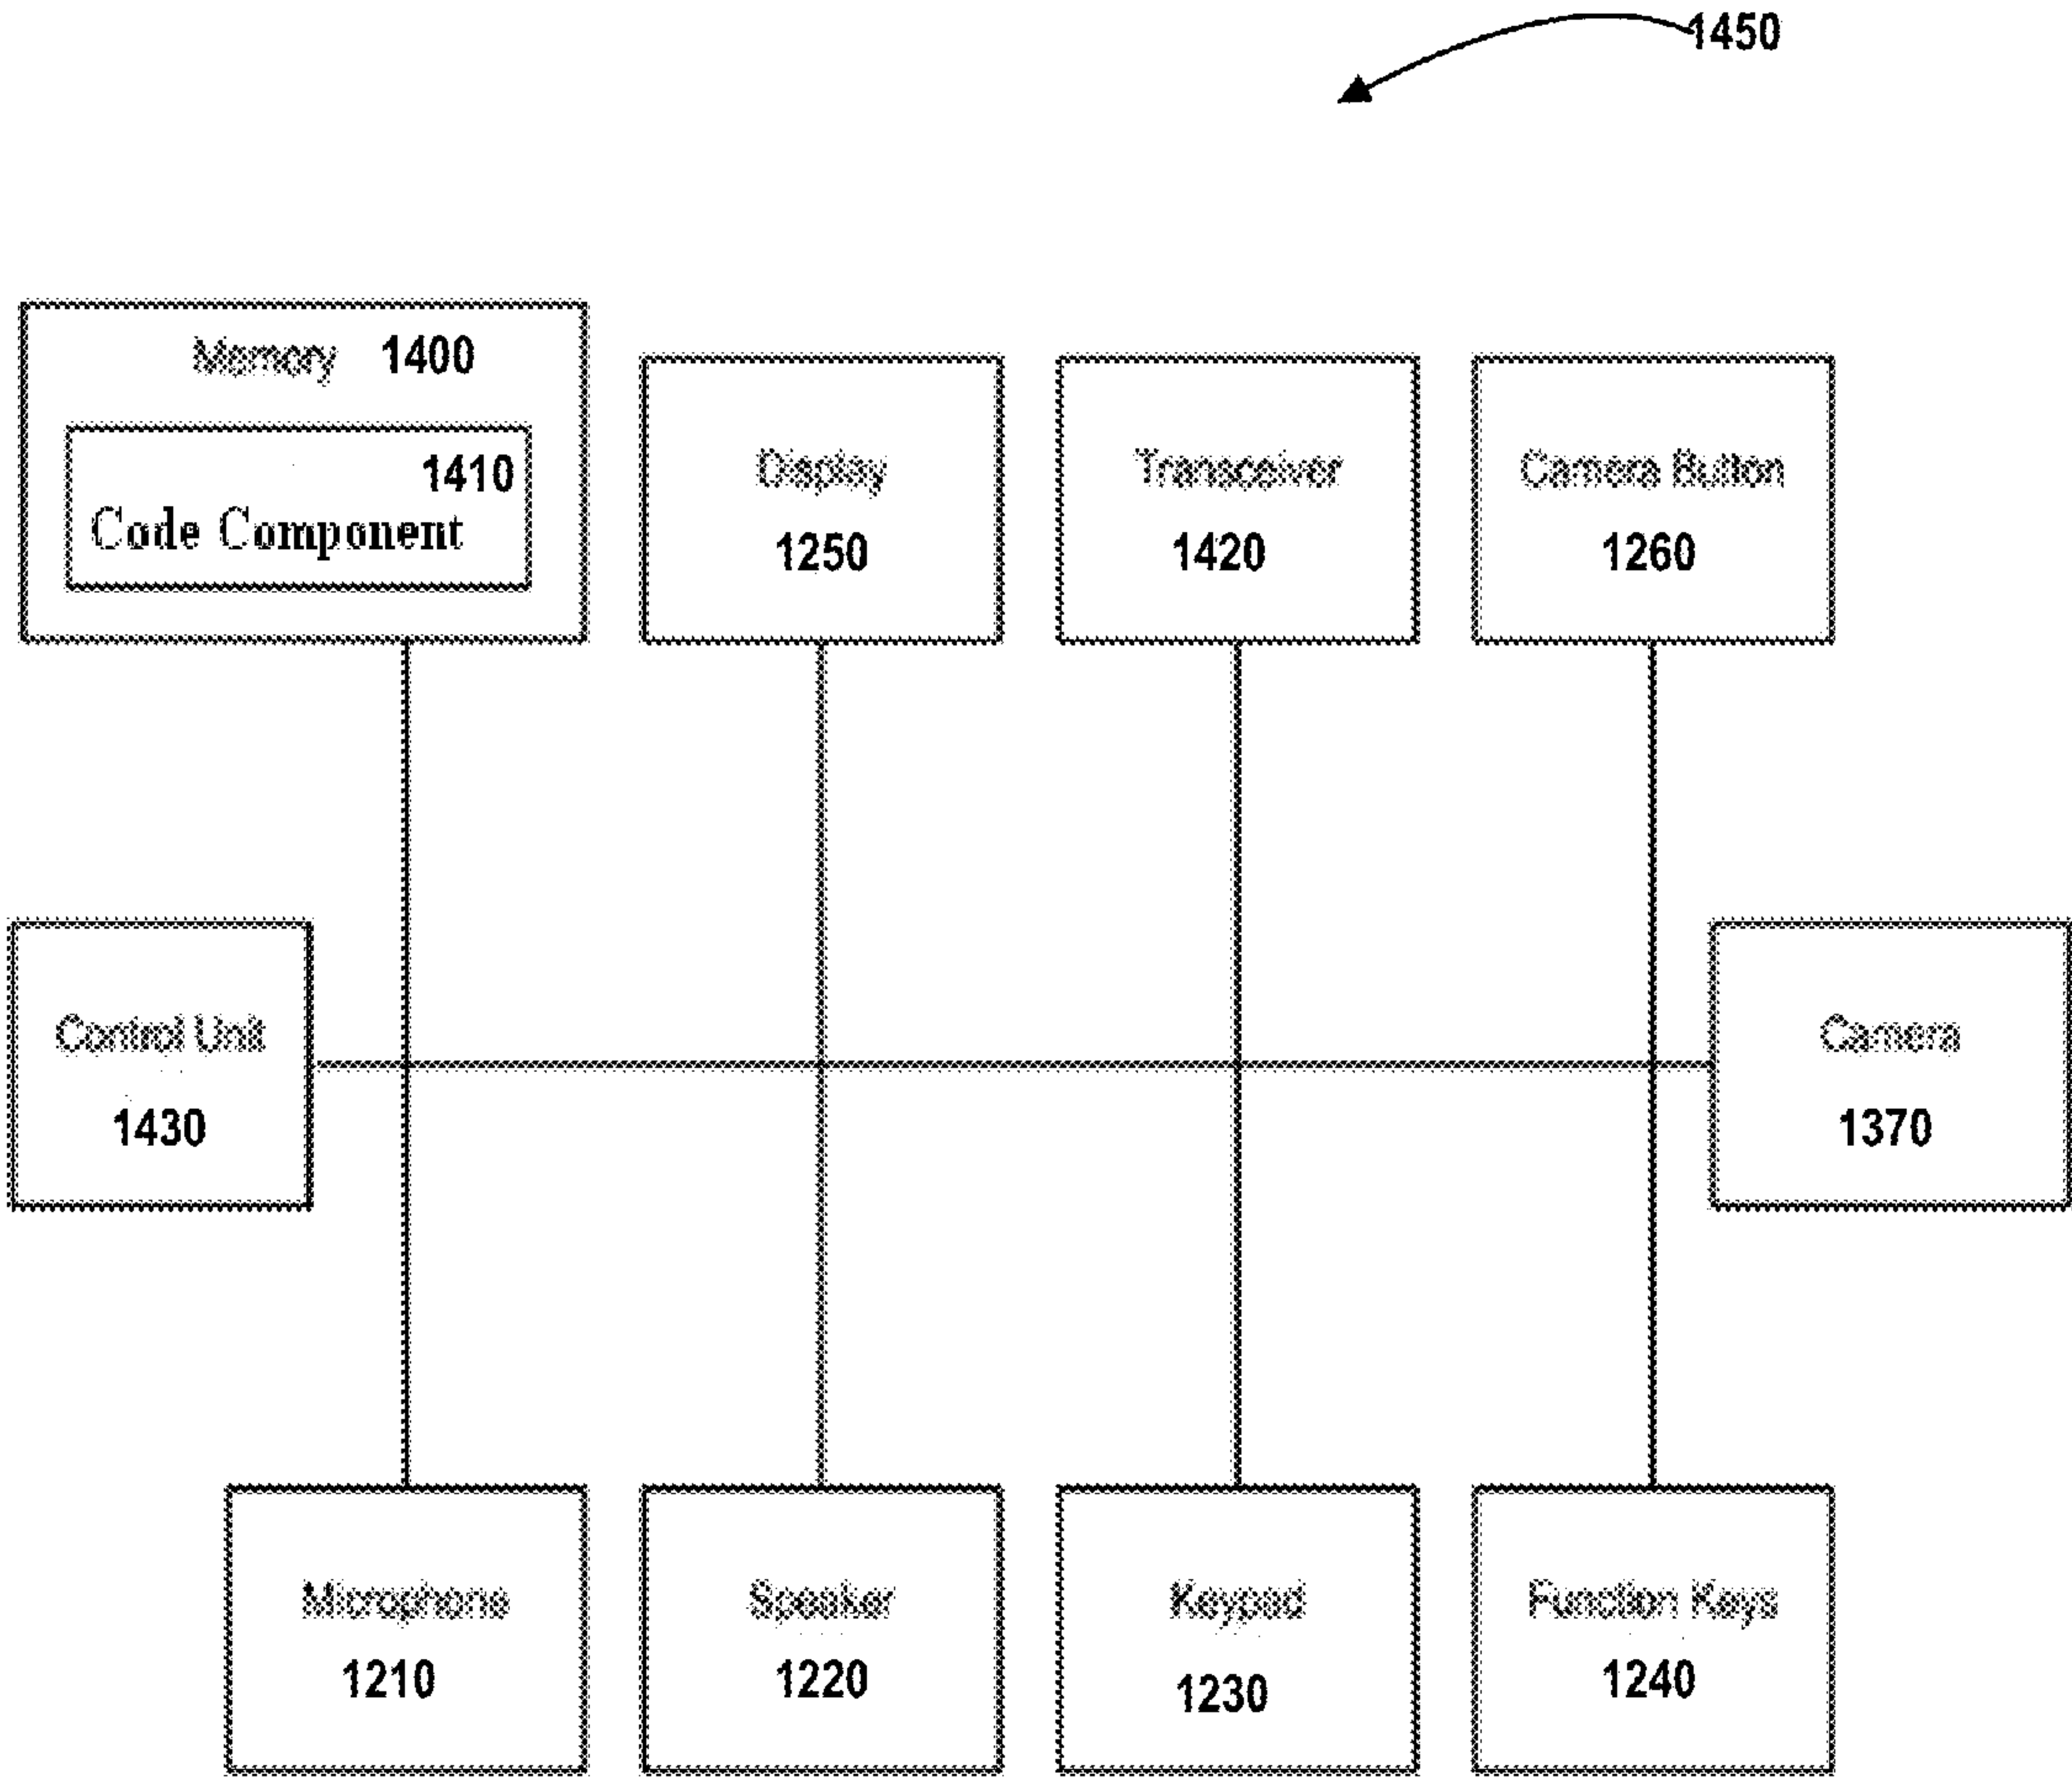 1450
Memory 1400
1410
Code Component
Display
1250
Transceiver
1420
Camera Button
1260
Control Unit
1430
Camera
1370
Microphone
1210
Speaker
1220
Keypad
1230
Function Keys
1240